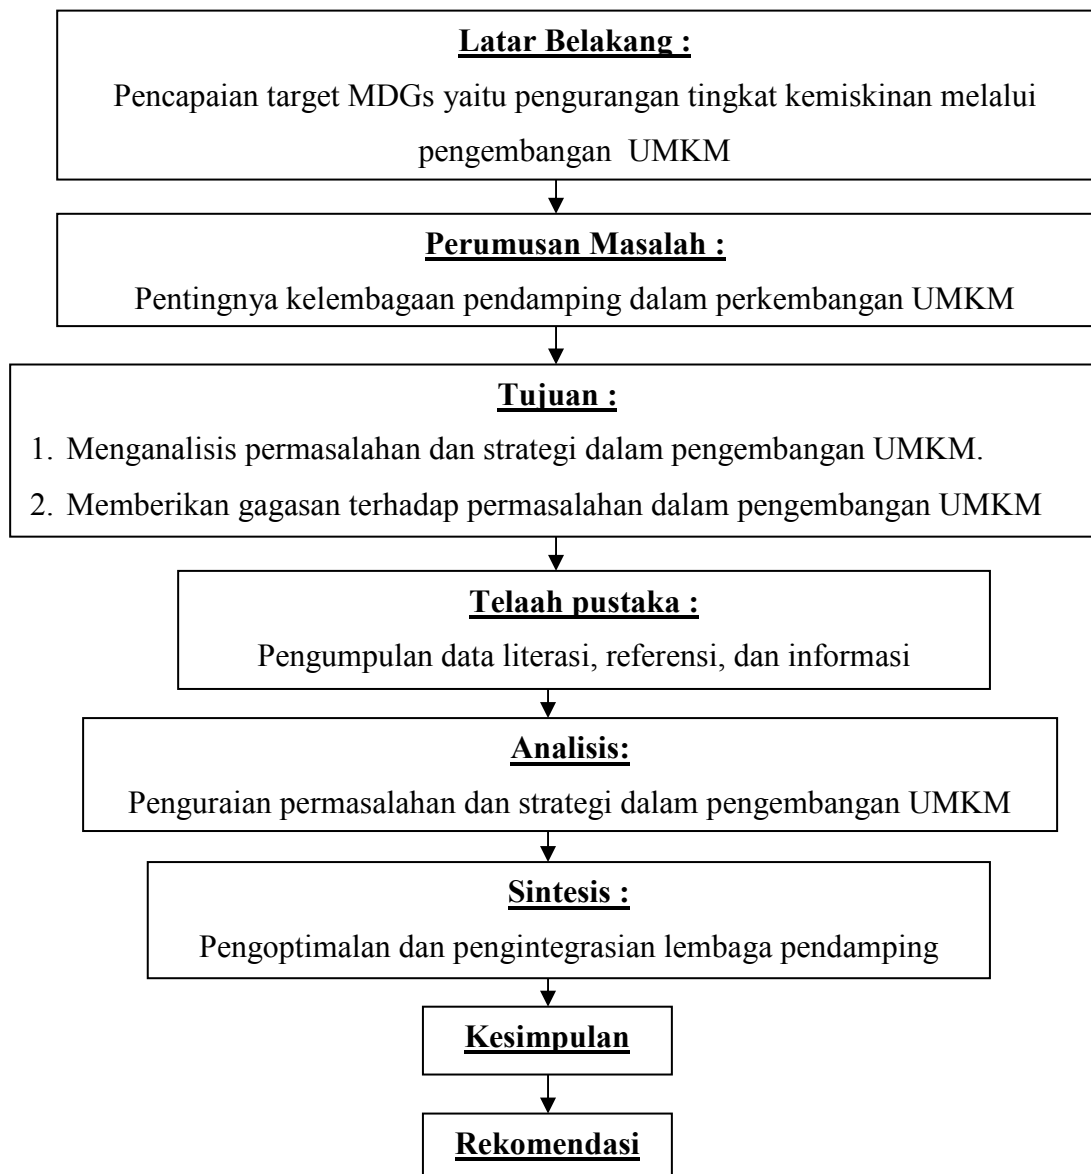 Latar Belakang :
Pencapaian target MDGs yaitu pengurangan tingkat kemiskinan melalui
pengembangan  UMKM
Perumusan Masalah :
Pentingnya kelembagaan pendamping dalam perkembangan UMKM
Tujuan :
1. Menganalisis permasalahan dan strategi dalam pengembangan UMKM.
2. Memberikan gagasan terhadap permasalahan dalam pengembangan UMKM
Telaah pustaka :
Pengumpulan data literasi, referensi, dan informasi
Analisis:
Penguraian permasalahan dan strategi dalam pengembangan UMKM
Sintesis :
Pengoptimalan dan pengintegrasian lembaga pendamping
Kesimpulan
Rekomendasi